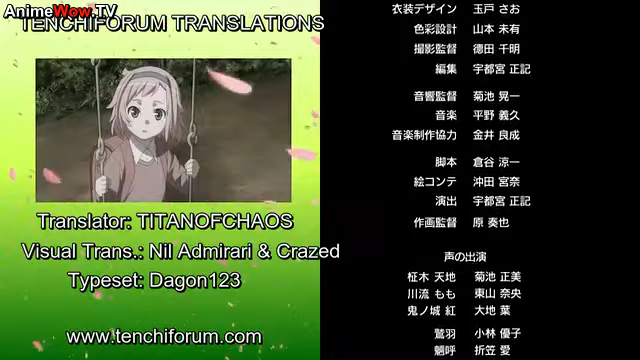 AnimeWow.TV
TENCHIFORUM TRANSLATIONS
Translator: TITANOFCHAOS
Visual Trans.: Nil Admirari & Crazed
Typeset: Dagon123
www.tenchiforum.com
衣装デザイン 玉戸 さお
色彩設計 山本 未有
撮影監督 德田 千明
編集 宇都宮 正記
音響監督 菊池 晃一
音楽 平野 義久
音楽制作協力 金井 良成
脚本 倉谷 涼一
絵コンテ 沖田 宮奈
演出 宇都宮 正記
作画監督 原 奏也
声の出演
柾木 天地 菊池 正美
川流 もも 東山 奈央
鬼ノ城 紅 大地 葉
鷲羽 小林 優子
魎呼 折笠 愛